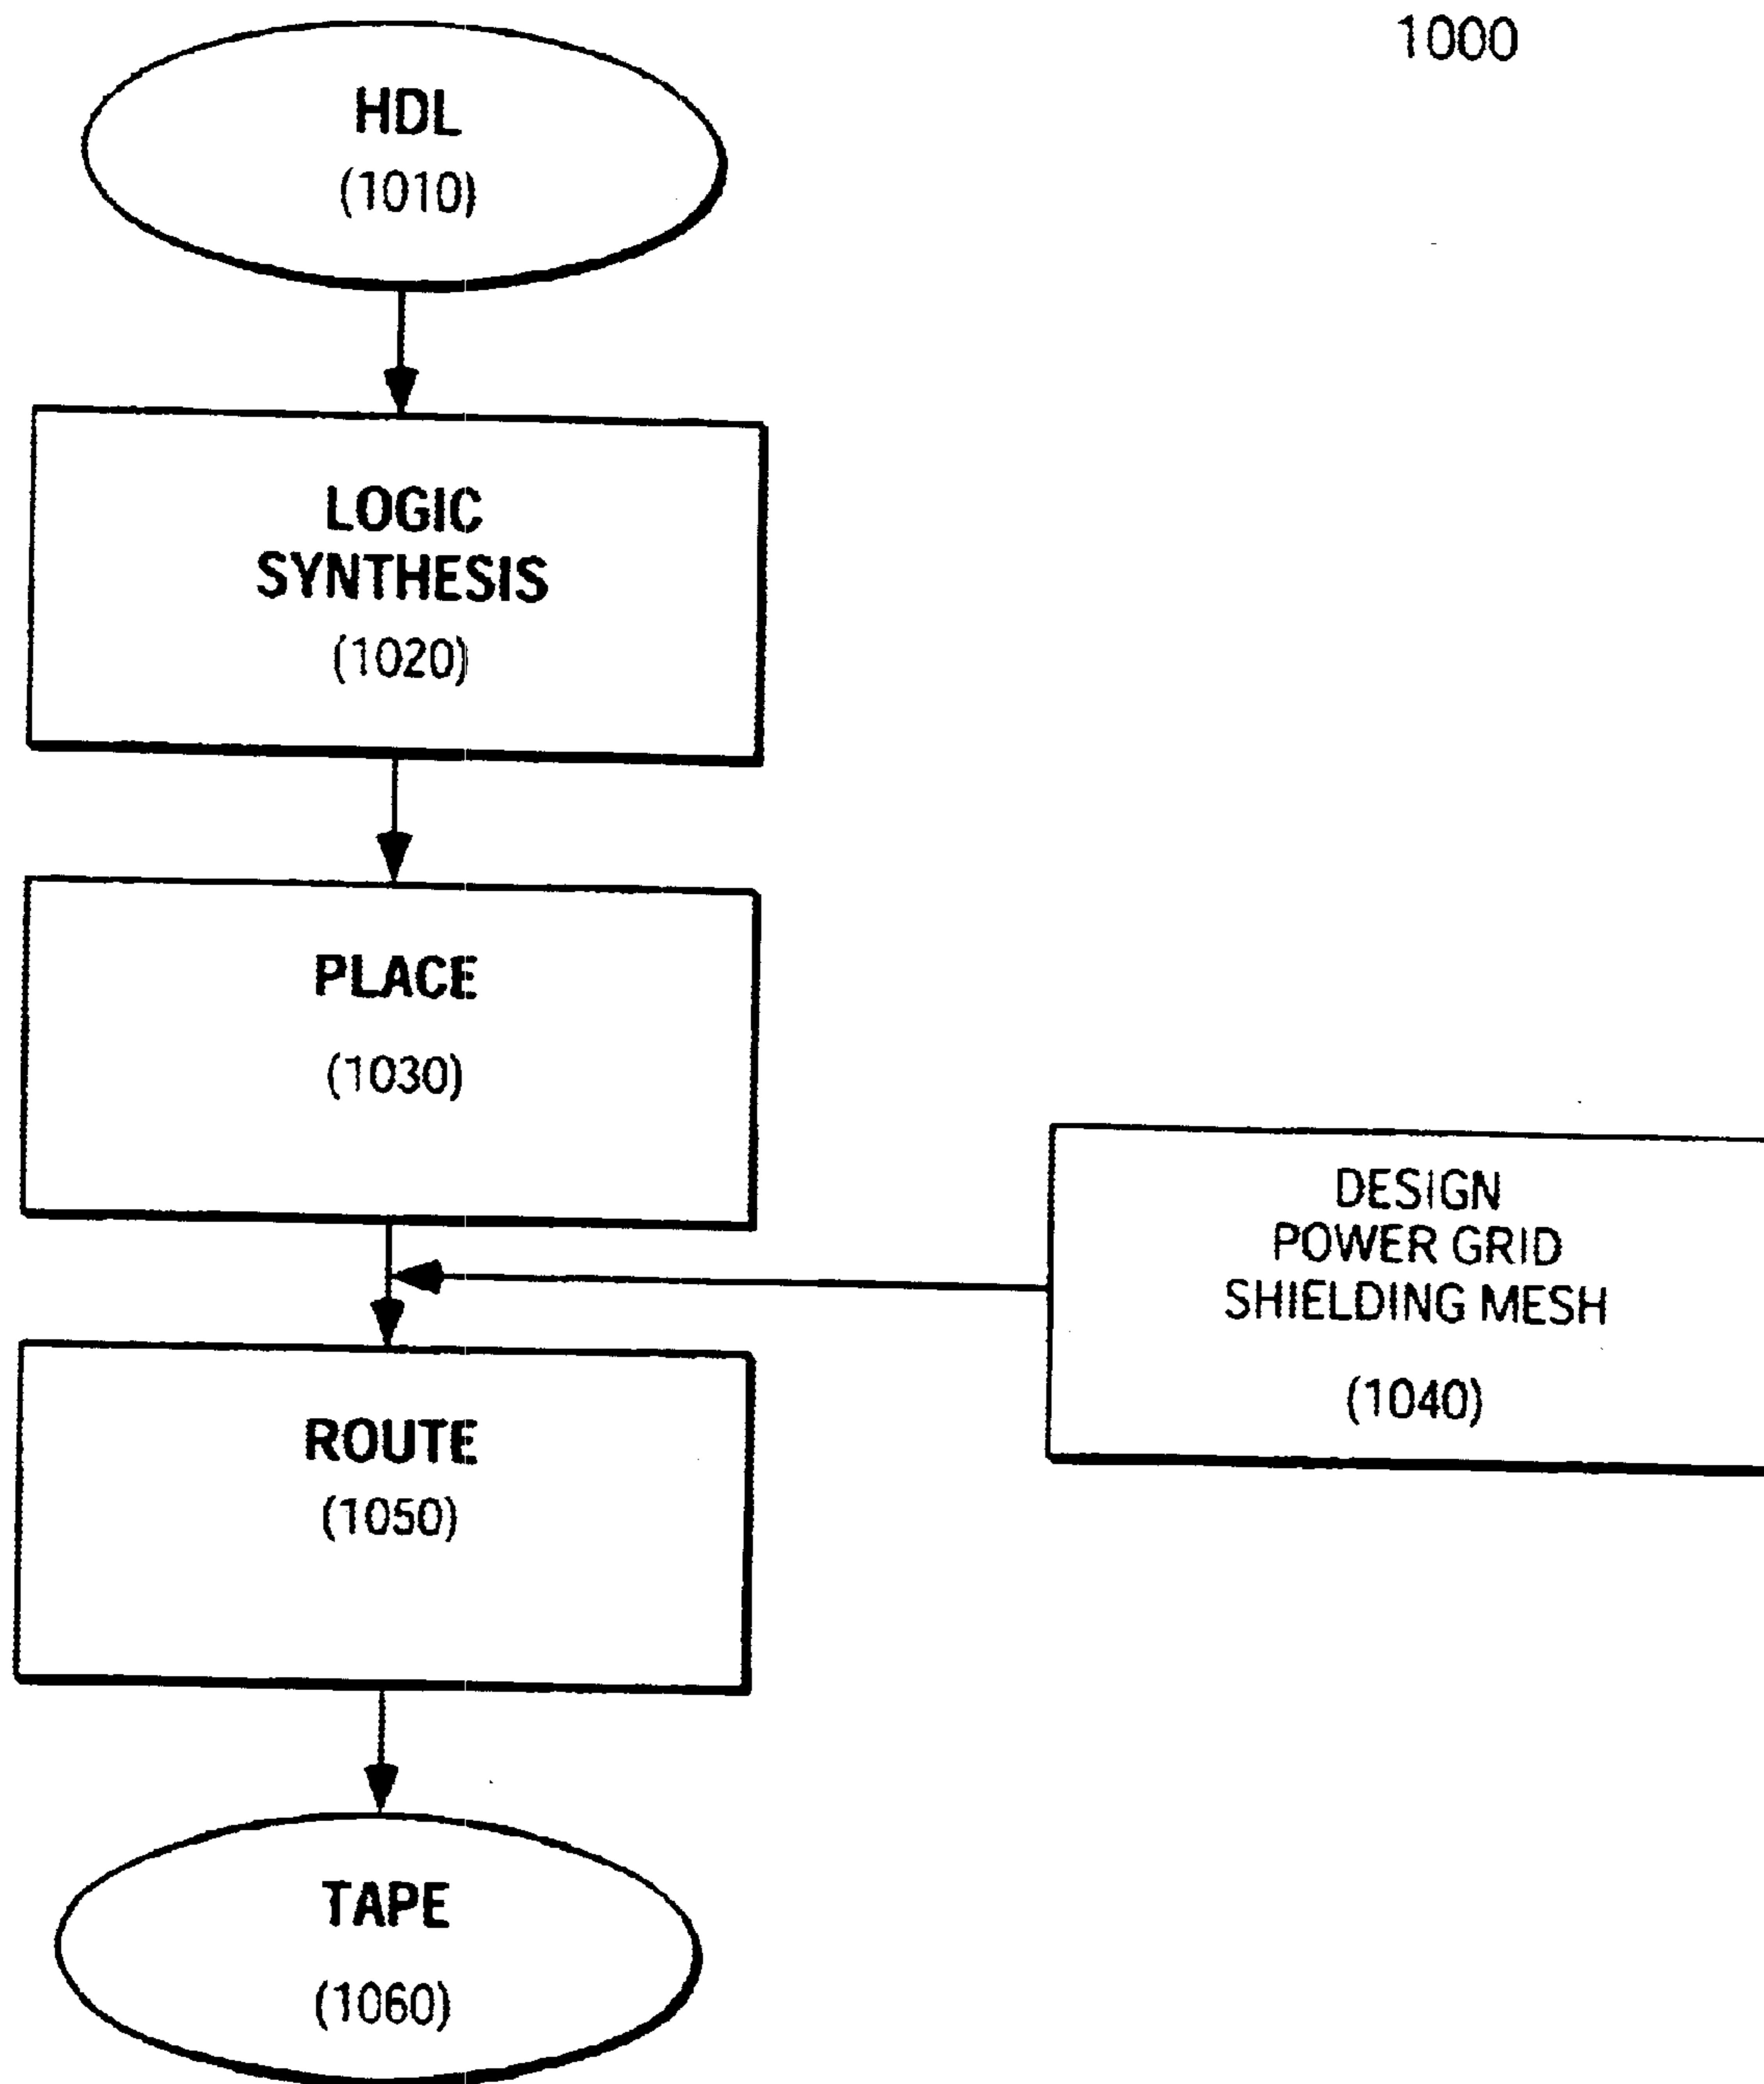 1000
HDL
(1010)
LOGIC
SYNTHESIS
(1020)
PLACE
(1030)
DESIGN
POWER GRID
SHIELDING MESH
(1040)
ROUTE
(1050)
TAPE
(1060)